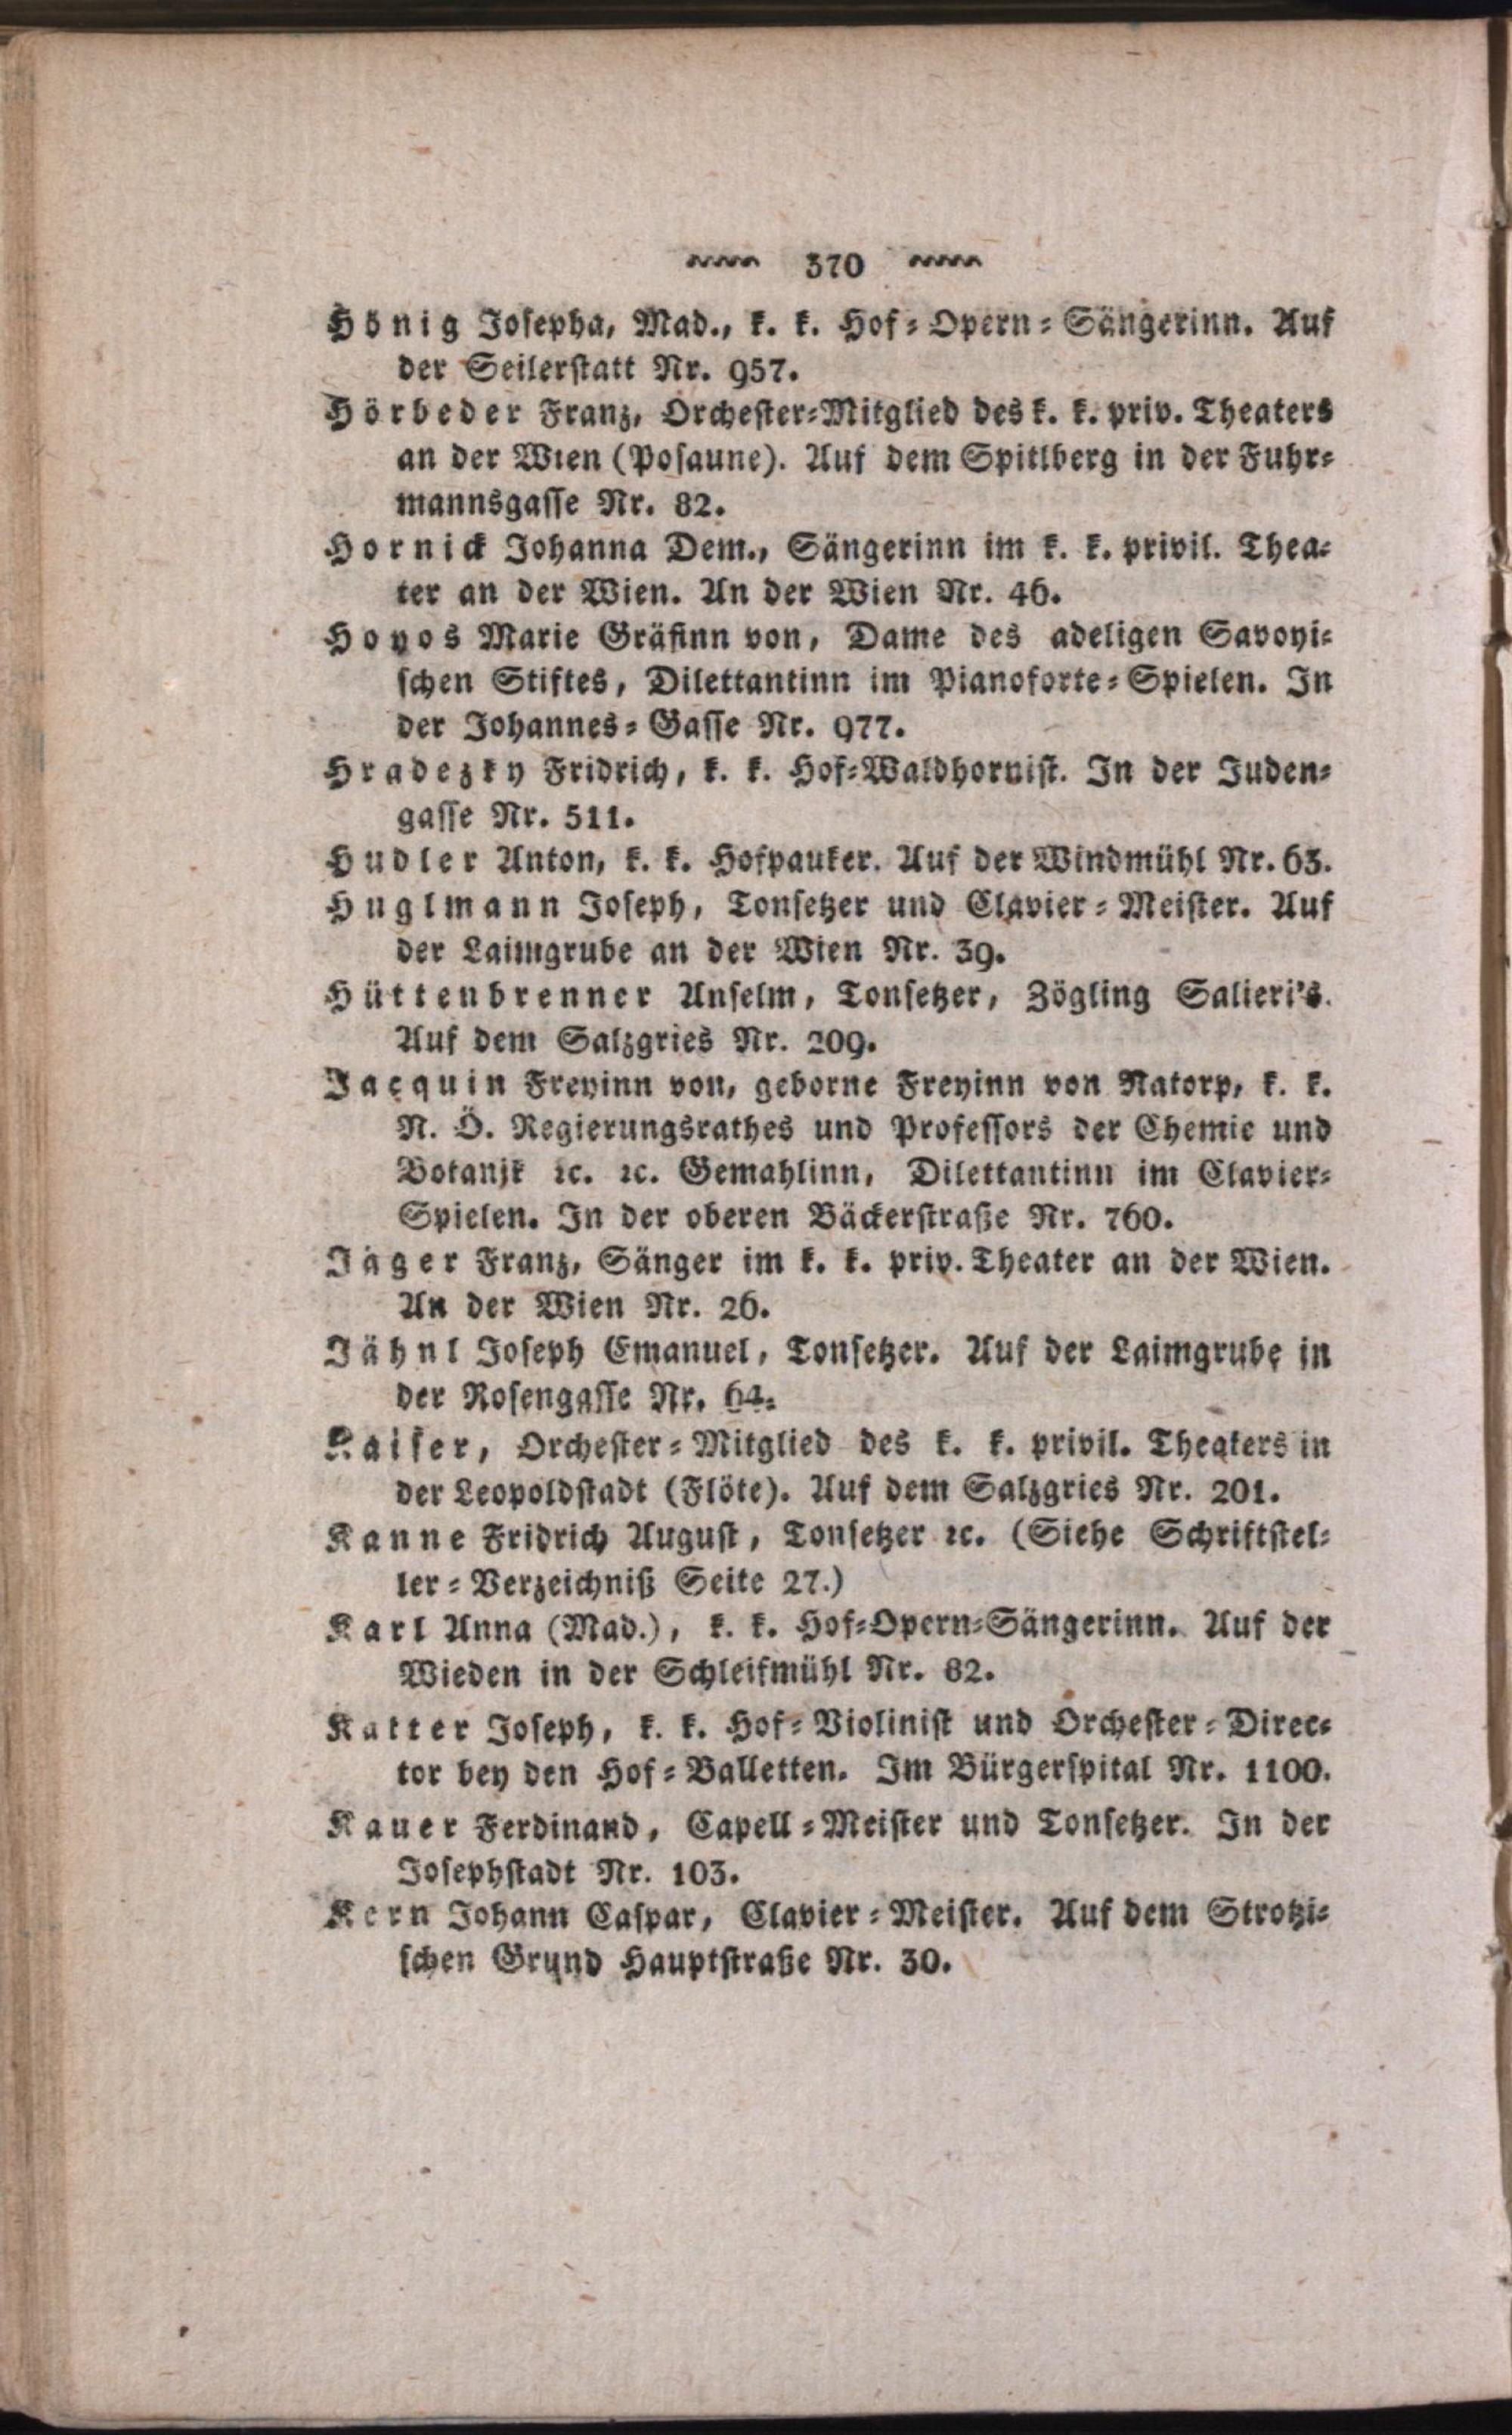 370
Hönig Josepha, Mad., k. k. Hof-Opern-Sängerinn. Auf
der Seilerstatt Nr. 957.
Hörbeder Franz, Orchester-Mitglied des k. k. priv. Theaters
an der Wien (Posaune). Auf dem Spitlberg in der Fuhr-
mannsgasse Nr. 82.
Hornick Johanna Dem., Sängerinn im k. k. privil. Thea-
ter an der Wien. An der Wien Nr. 46.
Hoyos Marie Gräfinn von, Dame des adeligen Savoyi-
schen Stiftes, Dilettantinn im Pianoforte-Spielen. In
der Johannes-Gasse Nr. 977.
Hradezky Fridrich, k. k. Hof-Waldhornist. In der Juden-
gasse Nr. 511.
Hudler Anton, k. k. Hofpauker. Auf der Windmühl Nr. 63.
Huglmann Joseph, Tonsetzer und Clavier-Meister. Auf
der Laimgrube an der Wien Nr. 39.
Hüttenbrenner Anselm, Tonsetzer, Zögling Salieri's.
Auf dem Salzgries Nr. 209.
Jacquin Freyinn von, geborne Freyinn von Natorp, k. k.
N. Ö. Regierungsrathes und Professors der Chemie und
Botanik ꝛc. ꝛc. Gemahlinn, Dilettantinn im Clavier-
Spielen. In der oberen Bäckerstraße Nr. 760.
Jäger Franz, Sänger im k. k. priv. Theater an der Wien.
An der Wien Nr. 26.
Jähnl Joseph Emanuel, Tonsetzer. Auf der Laimgrube in
der Rosengasse Nr. 64.
Kaiser, Orchester-Mitglied des k. k. privil. Theaters in
der Leopoldstadt (Flöte). Auf dem Salzgries Nr. 201.
Kanne Fridrich August, Tonsetzer ꝛc. (Siehe Schriftstel-
ler-Verzeichniß Seite 27.)
Karl Anna (Mad.), k. k. Hof-Opern-Sängerinn. Auf der
Wieden in der Schleifmühl Nr. 82.
Katter Joseph, k. k. Hof-Violinist und Orchester-Direc-
tor bey den Hof-Balletten. Im Bürgerspital Nr. 1100.
Kauer Ferdinand, Capell-Meister und Tonsetzer. In der
Josephstadt Nr. 103.
Kern Johann Caspar, Clavier-Meister. Auf dem Strotzi-
schen Grund Hauptstraße Nr. 30.